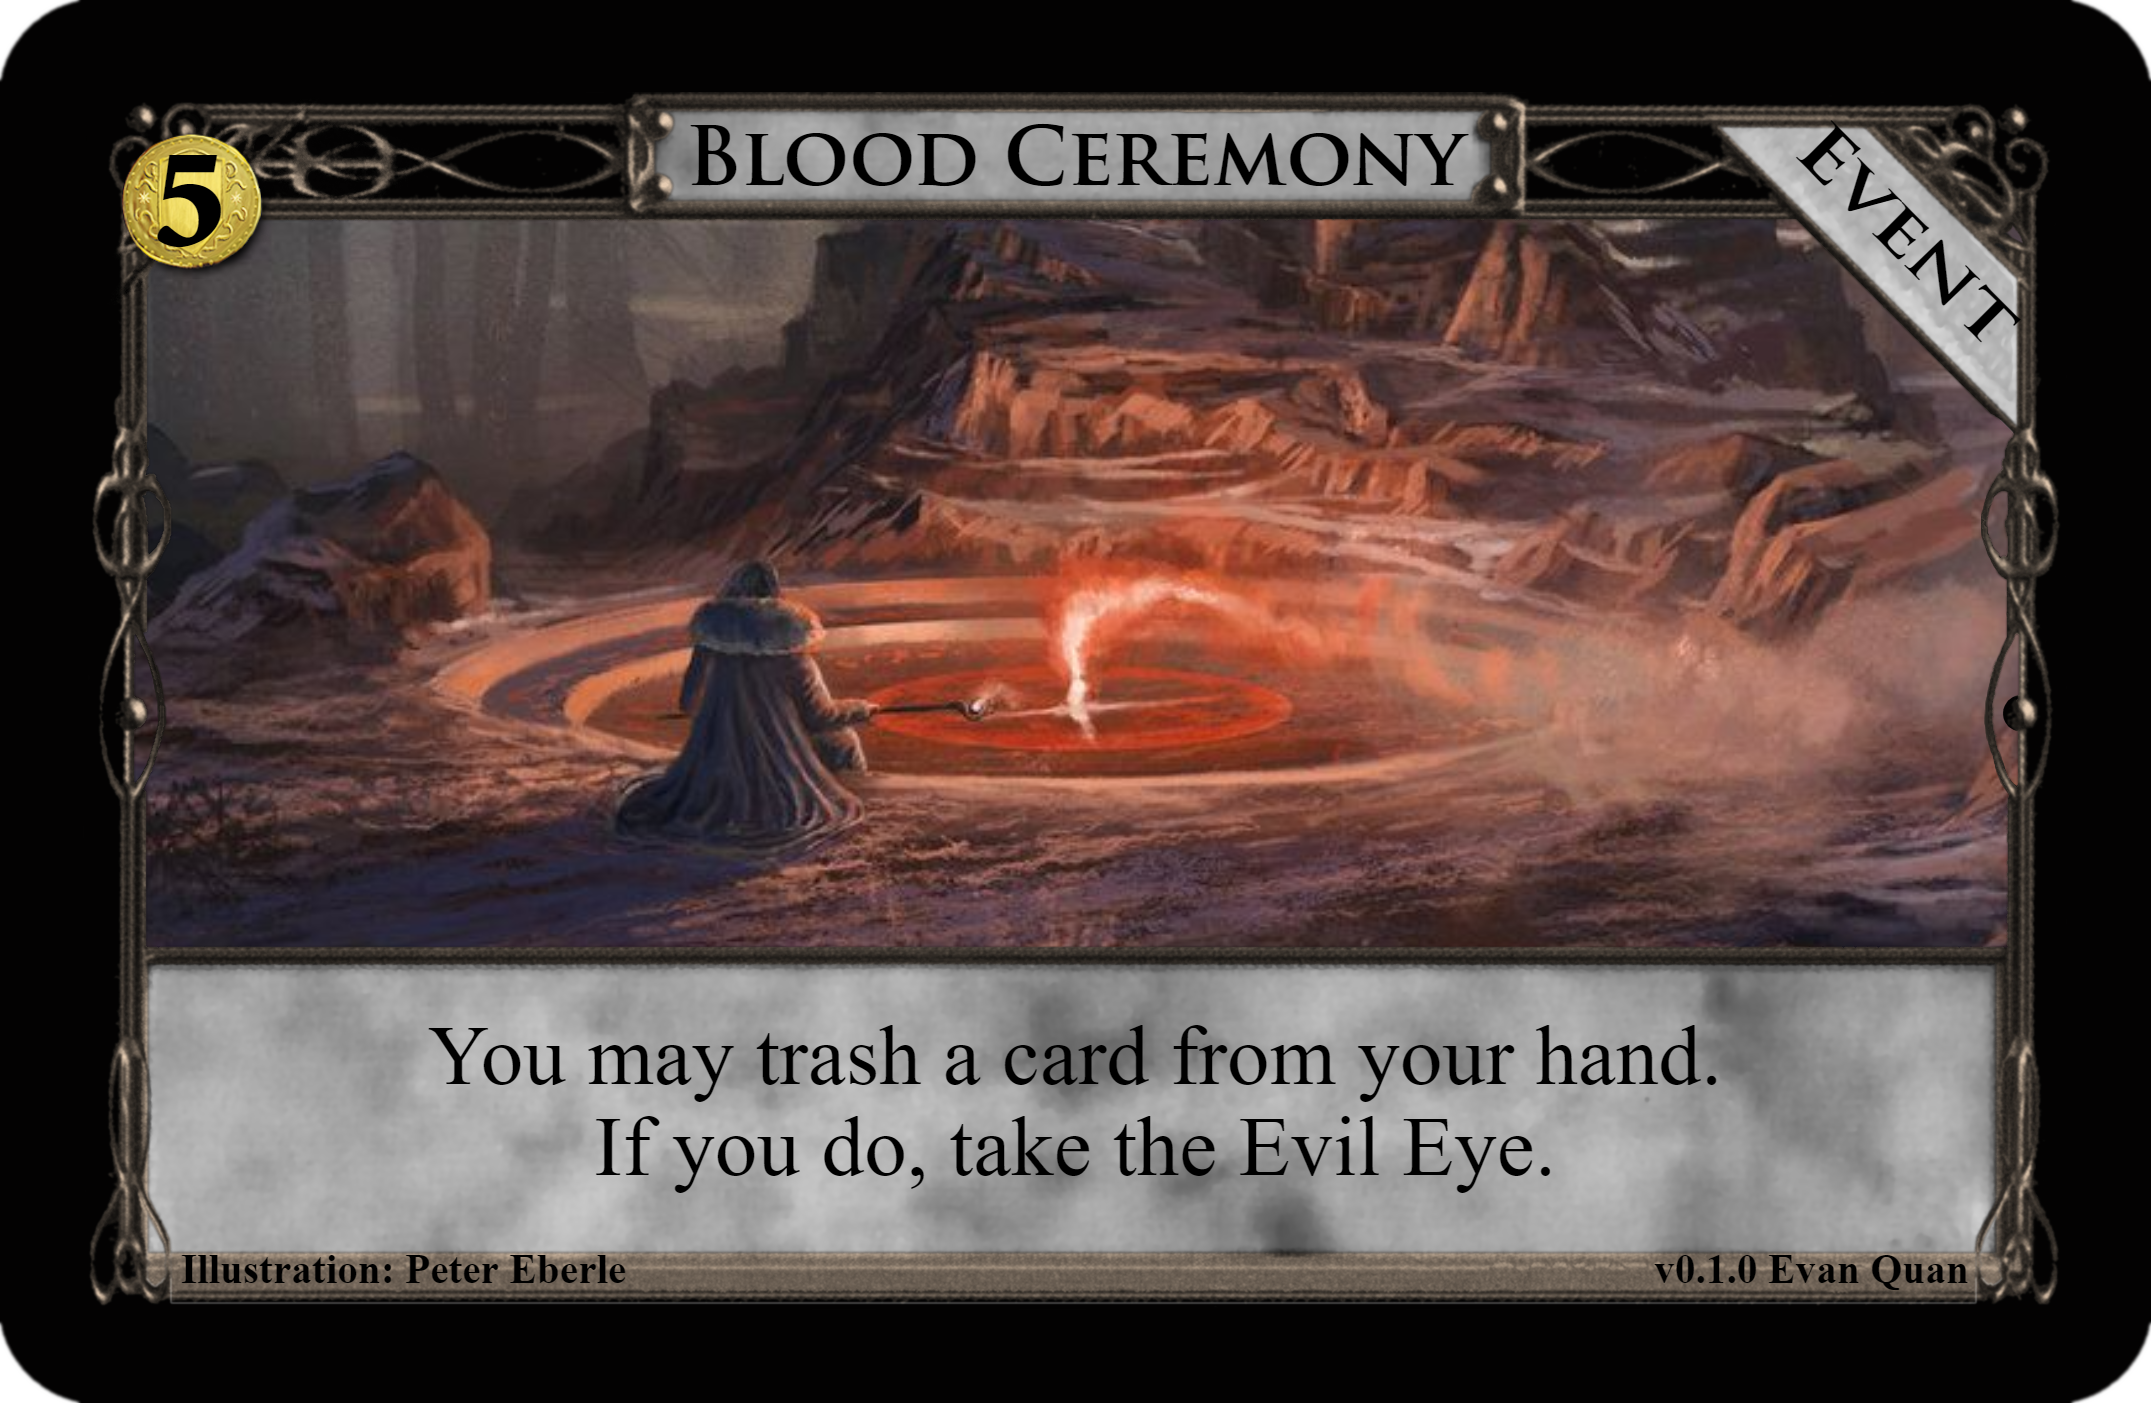 5
Blood Ceremony
Event
You may trash a card from your hand.
If you do, take the Evil Eye.
Illustration: Peter Eberle
v0.1.0 Evan Quan